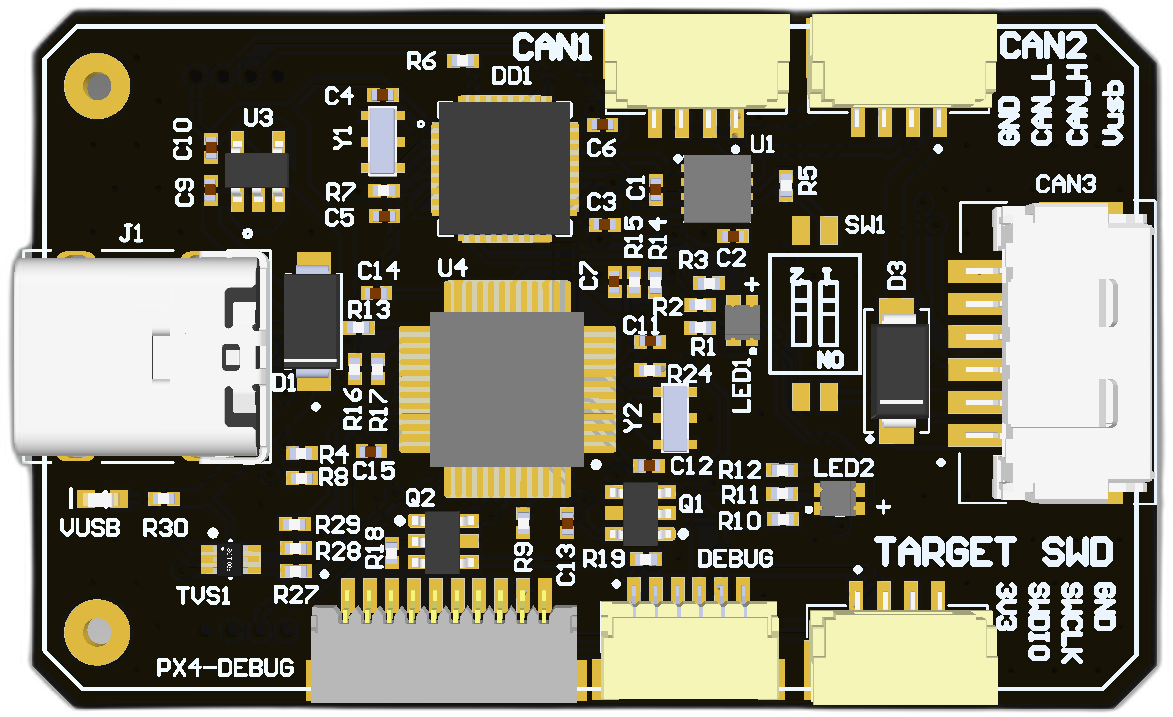 CAN1
CAN2
R6
DD1
C4
Y1
U3
C10
C9
R7
C5
C6
U1
GND
CAN_L
CAN_H
Vusb
C1
C3
R5
CAN3
J1
C2
SW1
C14
U4
C7
R15
R14
R3
+
R2
R1
2
1
ON
D3
R13
C11
LED1
D1
R16
R17
R24
Y2
R4
R8
C15
C12
R12
LED2
R11
R10
+
VUSB
R30
Q2
Q1
R29
R28
R18
R9
C13
R19
DEBUG
TARGET SWD
TVS1
R27
3V3
SWDIO
SWCLK
GND
PX4-DEBUG